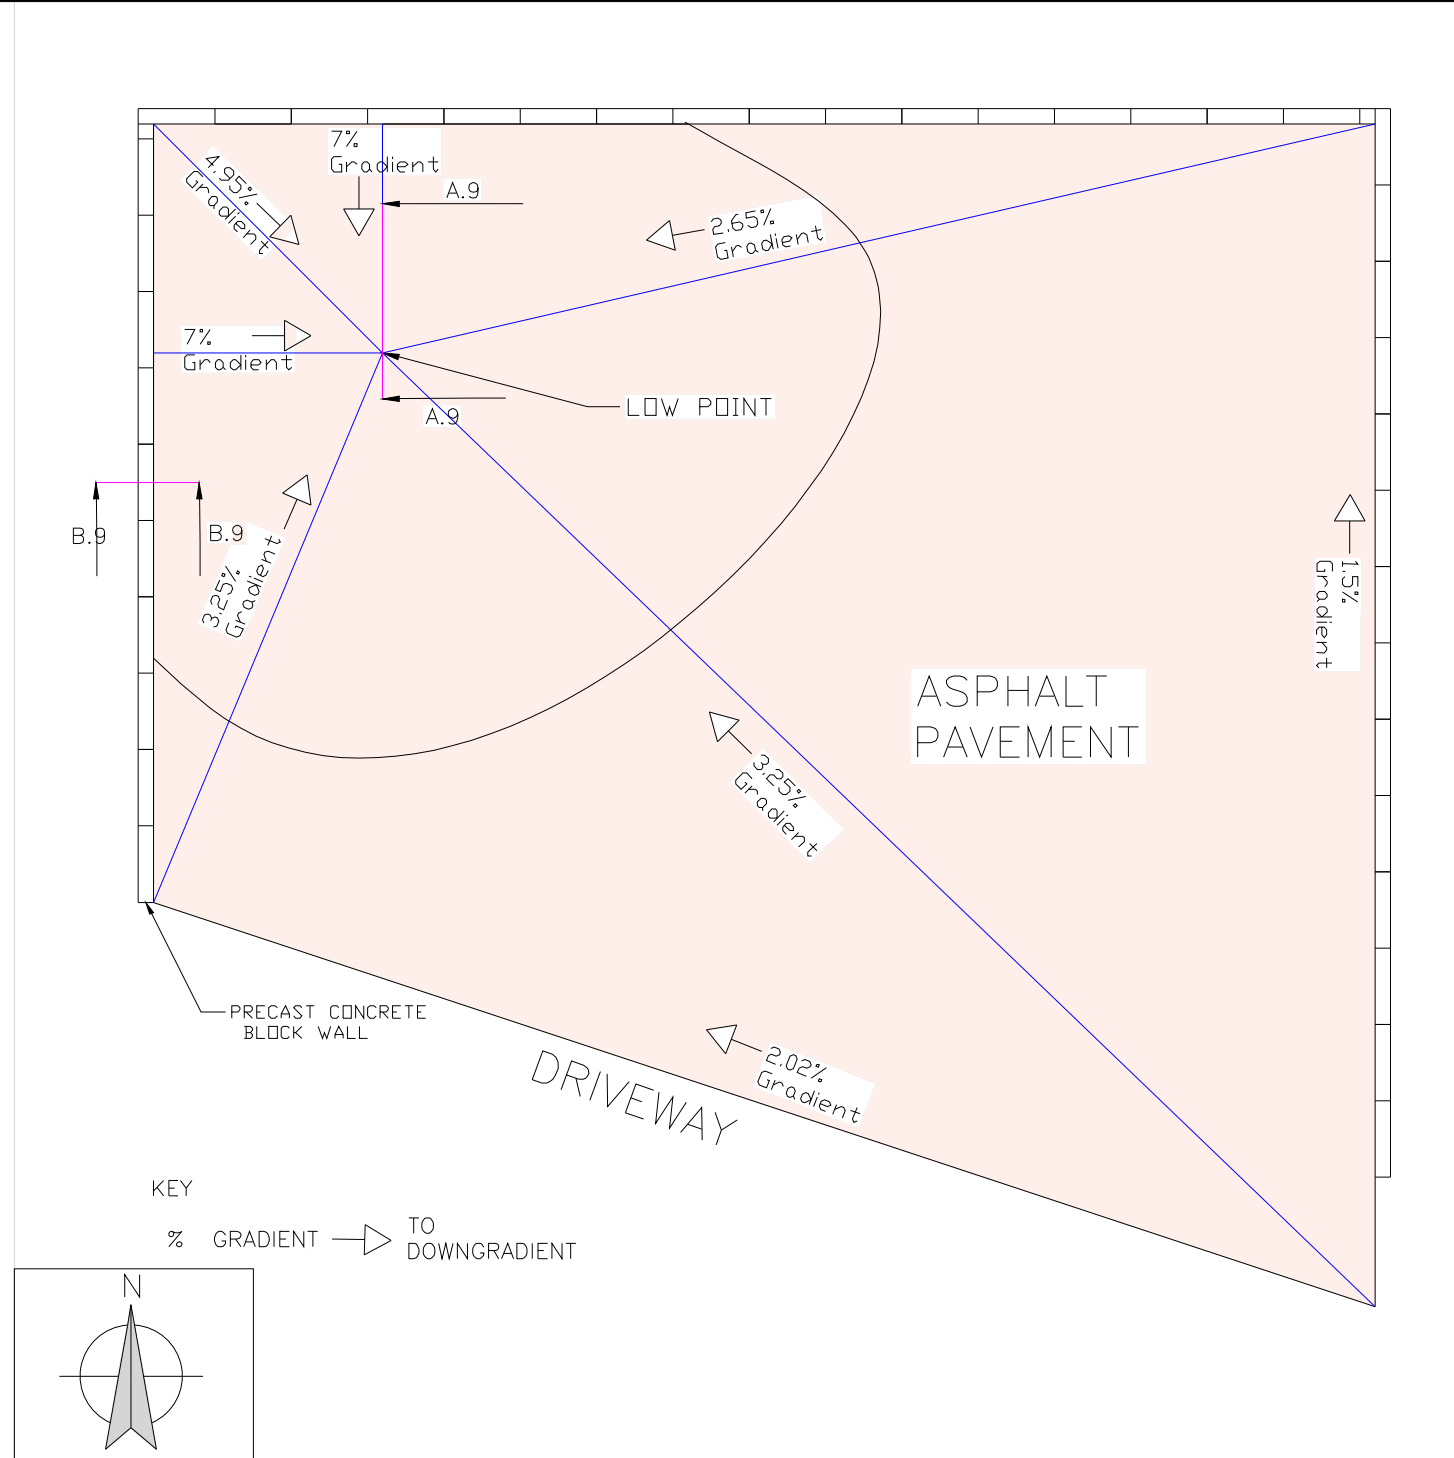 7%
Gradient
4.95%
Gradient
A.9
2.65%
Gradient
7%
Gradient
LOW POINT
A.9
B.9
B.9
3.25%
Gradient
1.5%
Gradient
ASPHALT
PAVEMENT
3.25%
Gradient
PRECAST CONCRETE
BLOCK WALL
2.02%
Gradient
DRIVEWAY
KEY
% GRADIENT TO
DOWNGRADIENT
N